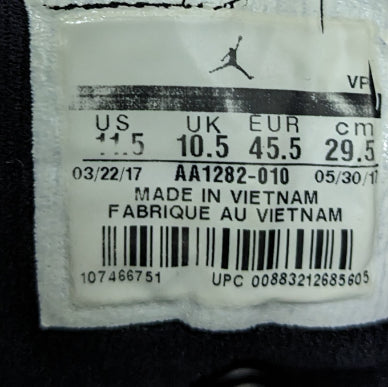 VP
US UK EUR cm
11.5 10.5 45.5 29.5
03/22/17 AA1282-010 05/30/17
MADE IN VIETNAM
FABRIQUE AU VIETNAM
107466751 UPC 00883212685605